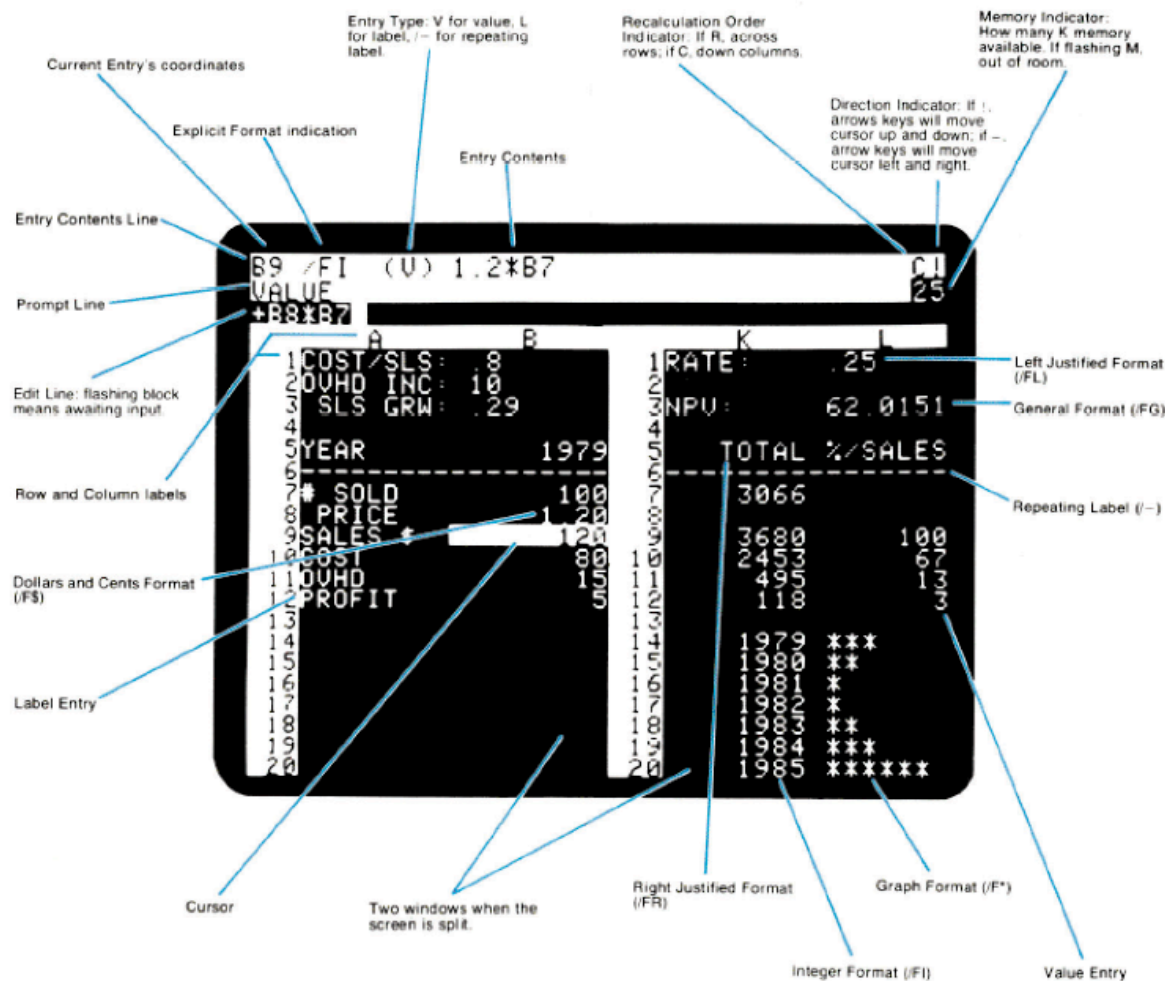 Entry Type: V for value, L
for label, /– for repeating
label.
Recalculation Order
Indicator: If R, across
rows; if C, down columns.
Memory Indicator:
How many K memory
available. If flashing M,
out of room.
Current Entry's coordinates
Explicit Format indication
Entry Contents
Direction Indicator: If !,
arrows keys will move
cursor up and down; if –,
arrow keys will move
cursor left and right.
Entry Contents Line
Prompt Line
Edit Line: flashing block
means awaiting input.
Row and Column labels
Dollars and Cents Format
(/F$)
Label Entry
B9 /FI (V) 1.2*B7 C!
VALUE 25
+B8*B7
A B K L
1 COST/SLS: .8 1 RATE: .25
2 OVHD INC: 10 2
3 SLS GRW: .29 3 NPV: 62.0151
4 4
5 YEAR 1979 5 TOTAL %/SALES
6 ------------------ 6 ------------------
7 # SOLD 100 7 3066
8 PRICE 1.20 8
9 SALES $ 120 9 3680 100
10 COST 80 10 2453 67
11 OVHD 15 11 495 13
12 PROFIT 5 12 118 3
13 13
14 14 1979 ***
15 15 1980 **
16 16 1981 *
17 17 1982 *
18 18 1983 **
19 19 1984 ***
20 20 1985 ******
Left Justified Format
(/FL)
General Format (/FG)
Repeating Label (/–)
Cursor
Two windows when the
screen is split.
Right Justified Format
(/FR)
Graph Format (/F*)
Integer Format (/FI)
Value Entry